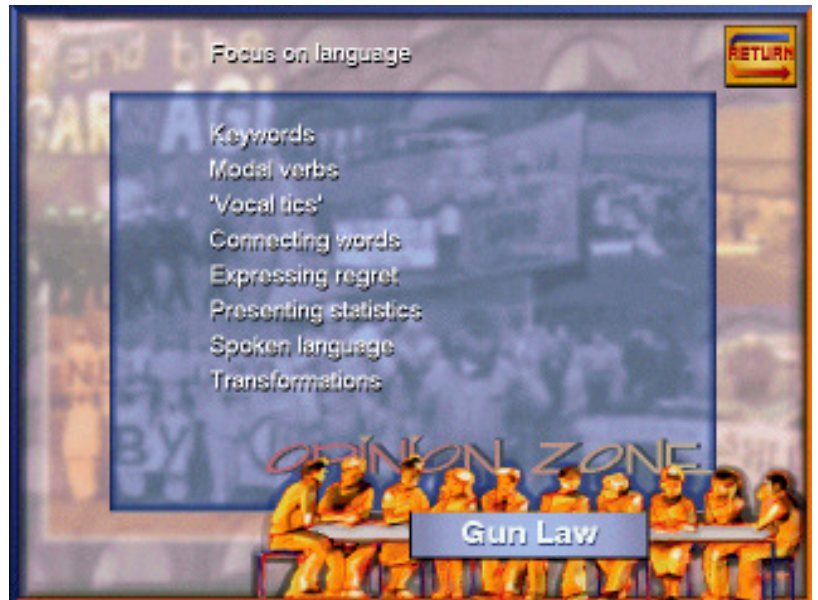 Focus on language
RETURN
Keywords
Modal verbs
'Vocal tics'
Connecting words
Expressing regret
Presenting statistics
Spoken language
Transformations
OPINION ZONE
Gun Law